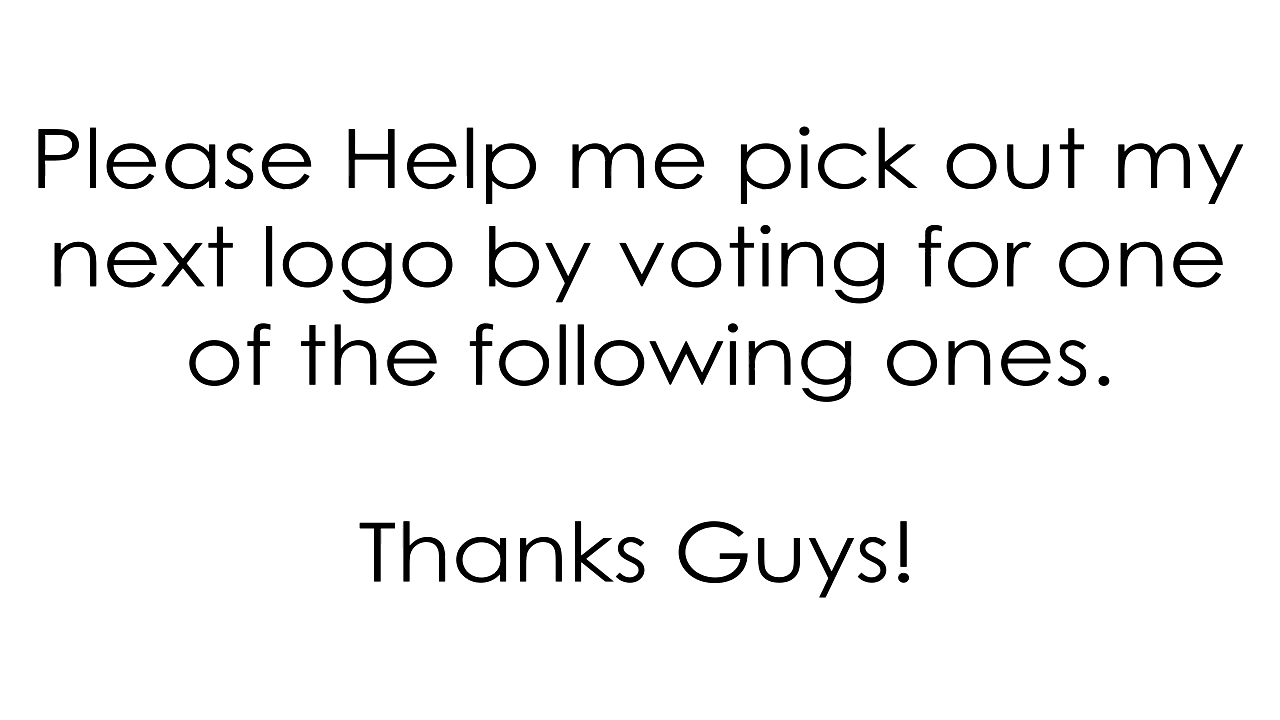 Please Help me pick out my
next logo by voting for one
of the following ones.
Thanks Guys!